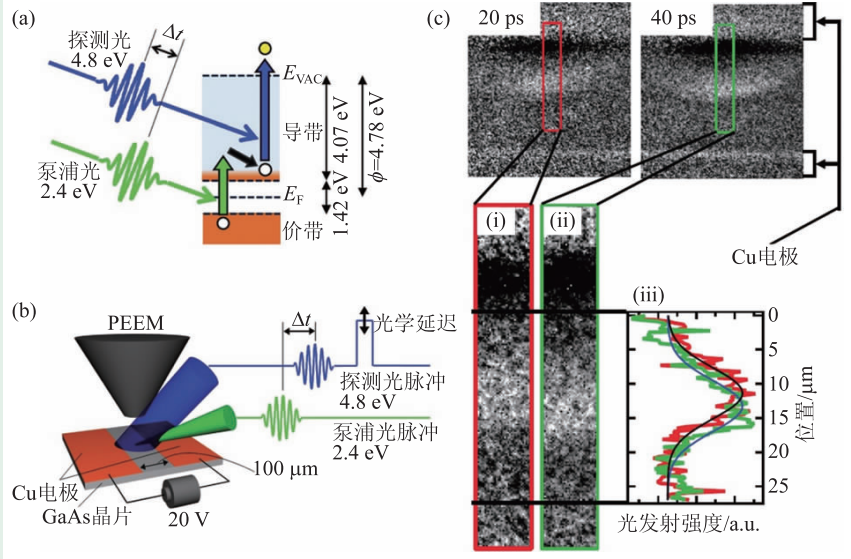 (a)
探测光
4.8 eV
Δt
E_VAC
导带
4.07 eV
ϕ=4.78 eV
泵浦光
2.4 eV
E_F
1.42 eV
价带
(b)
PEEM
Δt
光学延迟
探测光脉冲
4.8 eV
泵浦光脉冲
2.4 eV
100 μm
Cu电极
GaAs晶片
20 V
(c)
20 ps
40 ps
Cu电极
(i)
(ii)
(iii)
0
5
10
15
20
25
位置/μm
光发射强度/a.u.